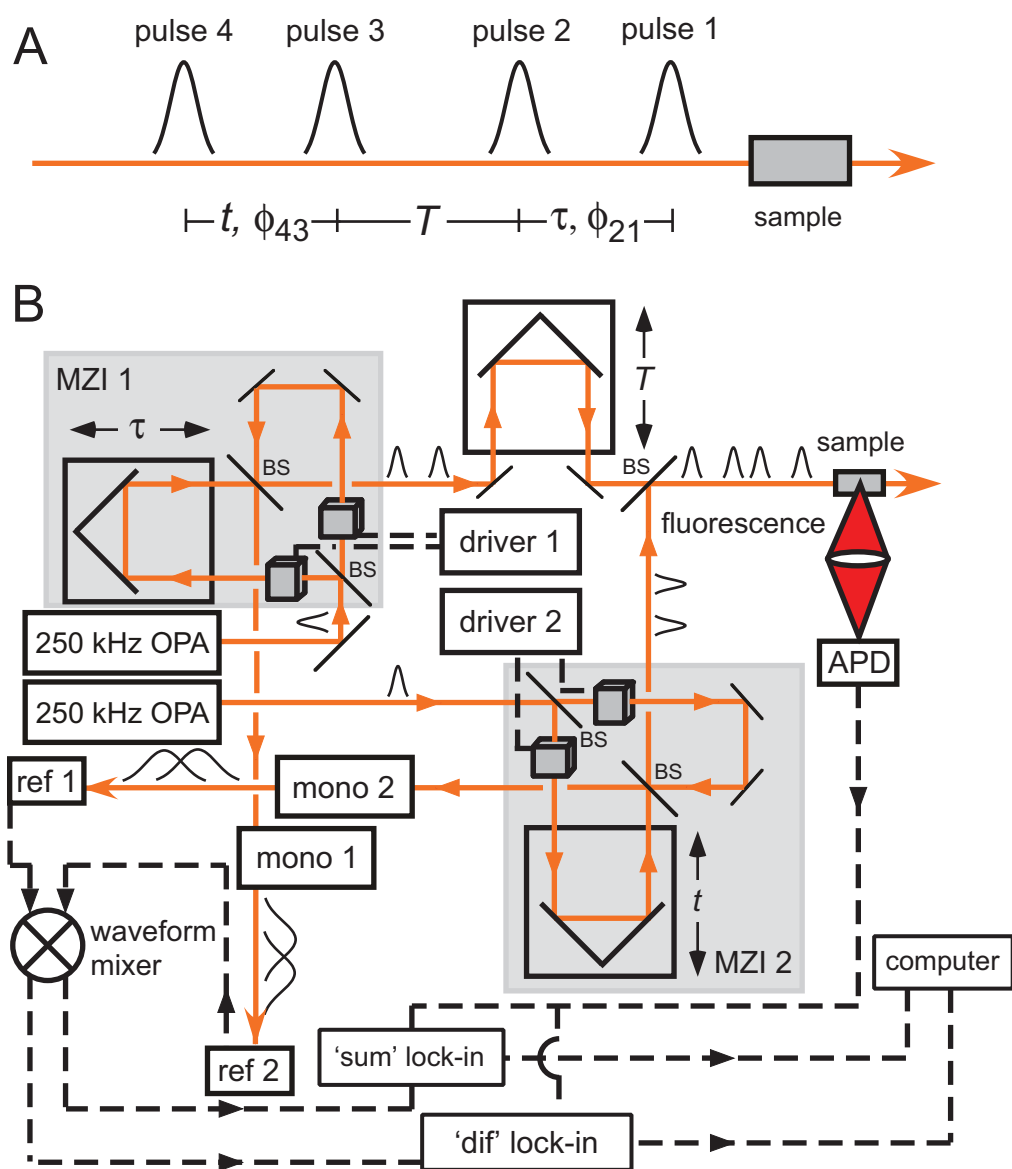 A
pulse 4
pulse 3
pulse 2
pulse 1
t, ϕ43
T
τ, ϕ21
sample
B
MZI 1
τ
BS
BS
T
BS
sample
fluorescence
driver 1
driver 2
250 kHz OPA
250 kHz OPA
APD
BS
BS
ref 1
mono 2
mono 1
t
MZI 2
waveform
mixer
computer
ref 2
‘sum’ lock-in
‘dif’ lock-in